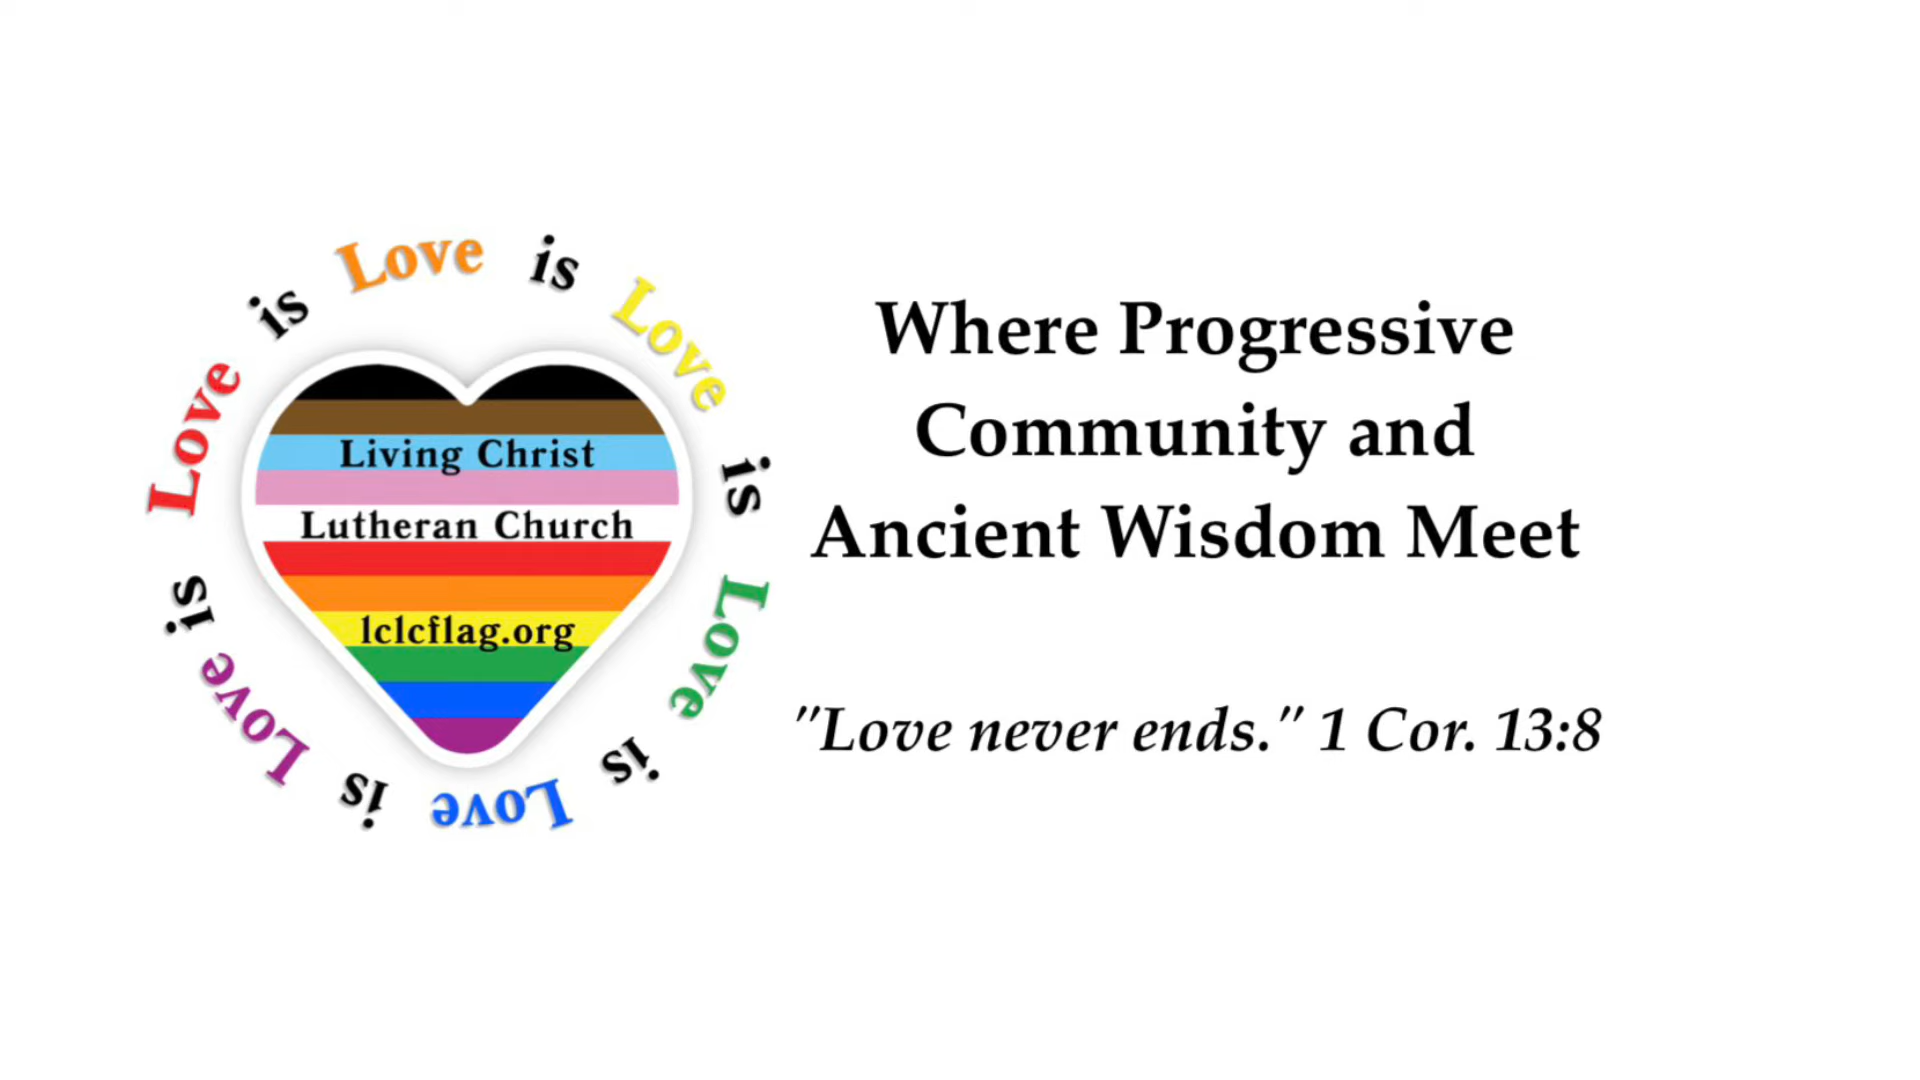 Love is Love is Love is Love is Love is Love is
Living Christ
Lutheran Church
lclcflag.org
Where Progressive
Community and
Ancient Wisdom Meet
"Love never ends." 1 Cor. 13:8